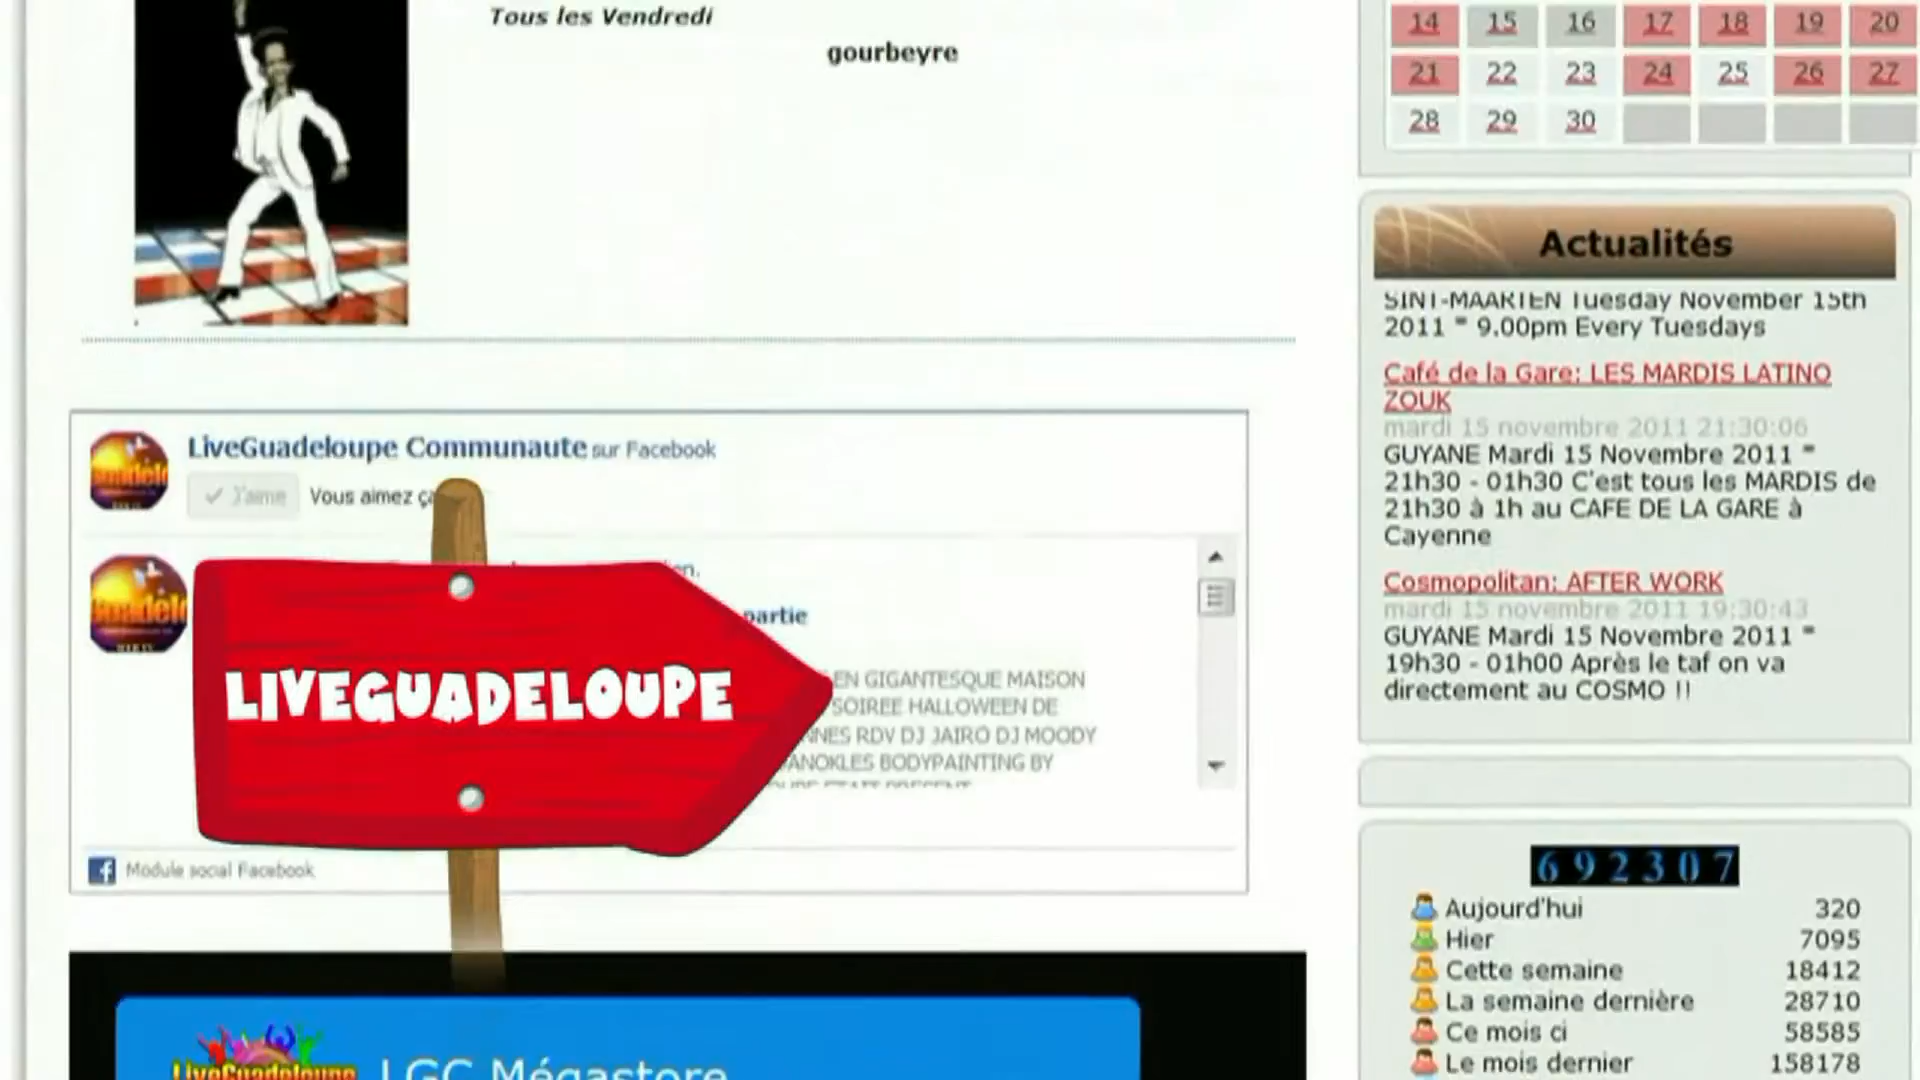 Tous les Vendredi
gourbeyre
14 15 16 17 18 19 20
21 22 23 24 25 26 27
28 29 30
Actualités
SINT-MAARTEN Tuesday November 15th
2011 " 9.00pm Every Tuesdays
Café de la Gare: LES MARDIS LATINO
ZOUK
mardi 15 novembre 2011 21:30:06
GUYANE Mardi 15 Novembre 2011 "
21h30 - 01h30 C'est tous les MARDIS de
21h30 à 1h au CAFE DE LA GARE à
Cayenne
Cosmopolitan: AFTER WORK
mardi 15 novembre 2011 19:30:43
GUYANE Mardi 15 Novembre 2011 "
19h30 - 01h00 Après le taf on va
directement au COSMO !!
692307
Aujourd'hui 320
Hier 7095
Cette semaine 18412
La semaine dernière 28710
Ce mois ci 58585
Le mois dernier 158178
LiveGuadeloupe Communaute sur Facebook
J'aime Vous aimez ça
partie
EN GIGANTESQUE MAISON
SOIREE HALLOWEEN DE
RDV DJ JAIRO DJ MOODY
BODYPAINTING BY
LIVEGUADELOUPE
Module social Facebook
LiveGuadeloupe
LGC Mégastore